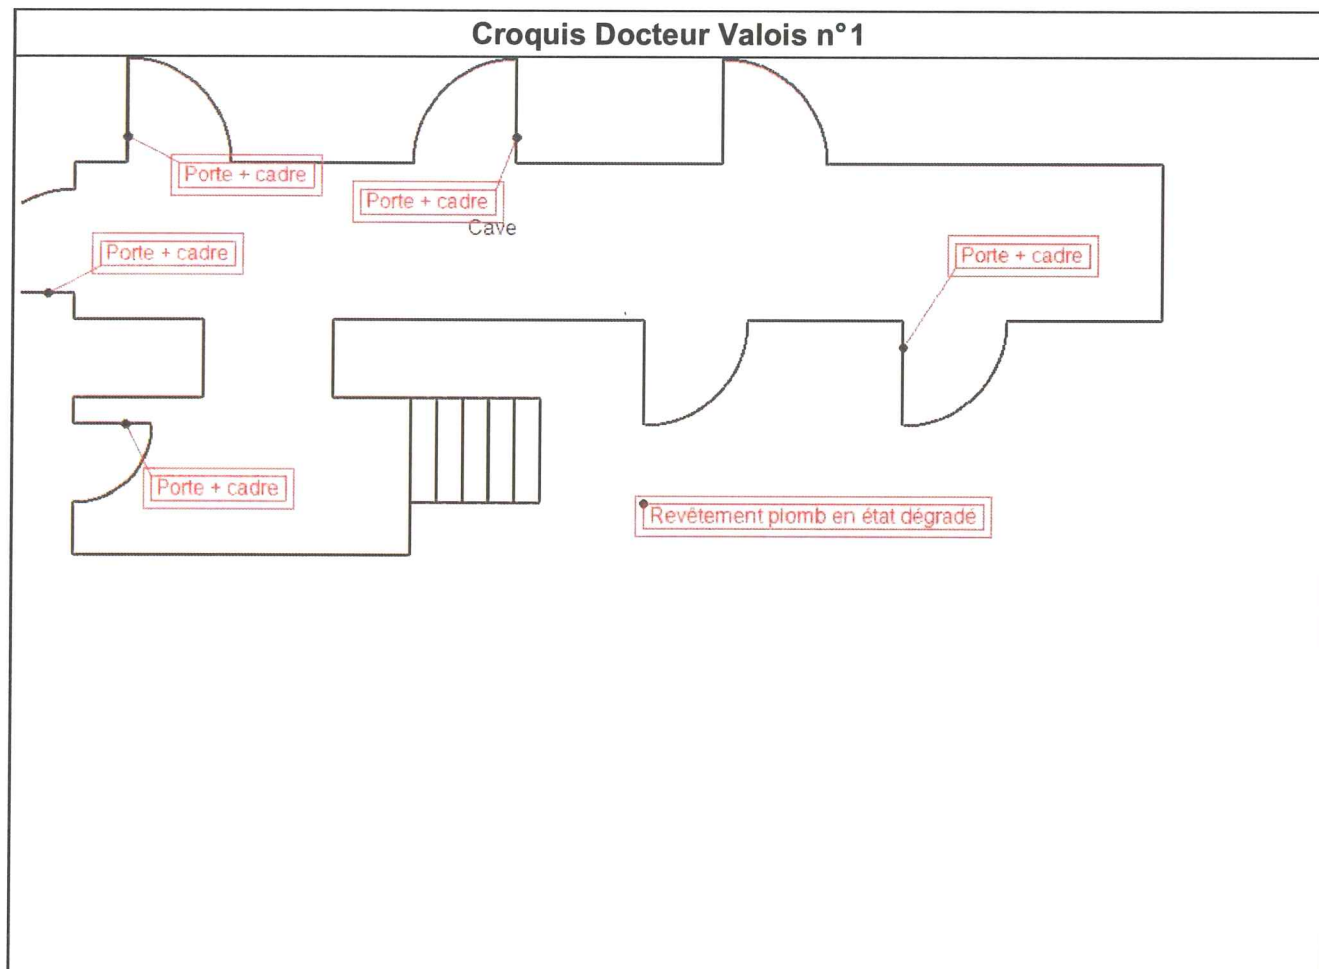 Croquis Docteur Valois n°1
Porte + cadre
Porte + cadre
Cave
Porte + cadre
Porte + cadre
Porte + cadre
Revêtement plomb en état dégradé